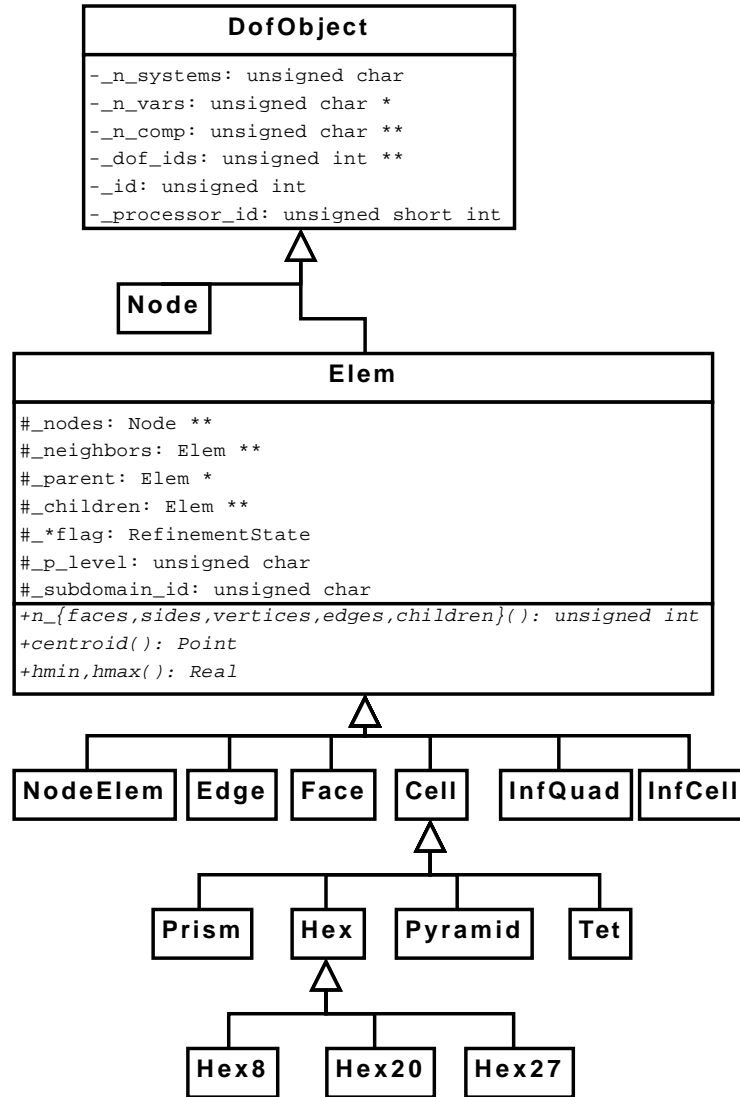 DofObject
-_n_systems: unsigned char
-_n_vars: unsigned char *
-_n_comp: unsigned char **
-_dof_ids: unsigned int **
-_id: unsigned int
-_processor_id: unsigned short int
Node
Elem
#_nodes: Node **
#_neighbors: Elem **
#_parent: Elem *
#_children: Elem **
#_*flag: RefinementState
#_p_level: unsigned char
#_subdomain_id: unsigned char
+n_{faces,sides,vertices,edges,children}(): unsigned int
+centroid(): Point
+hmin,hmax(): Real
NodeElem Edge Face Cell InfQuad InfCell
Prism Hex Pyramid Tet
Hex8 Hex20 Hex27